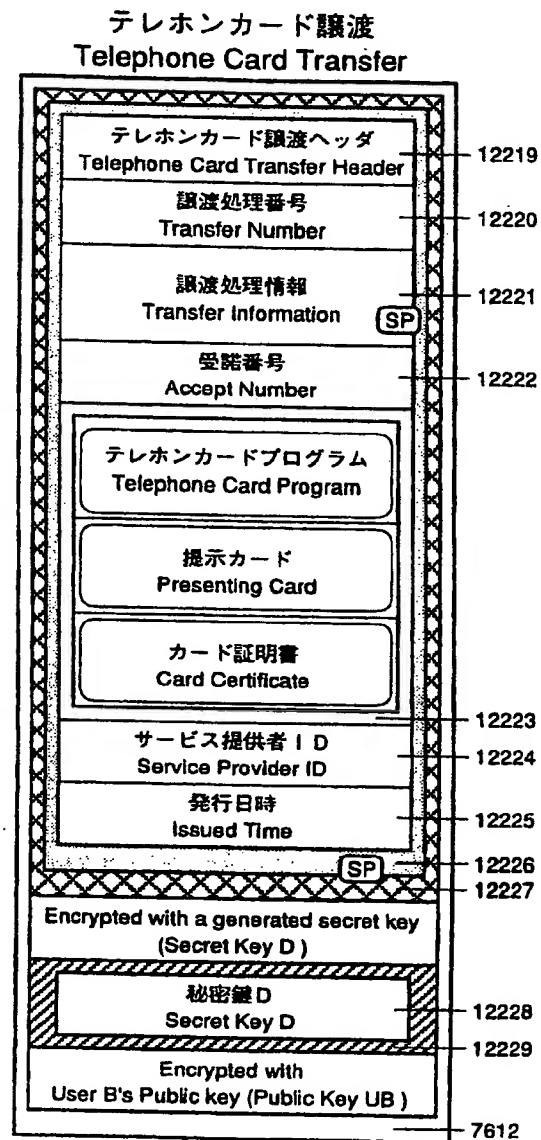 テレホンカード譲渡
Telephone Card Transfer
テレホンカード譲渡ヘッダ
Telephone Card Transfer Header
12219
譲渡処理番号
Transfer Number
12220
譲渡処理情報
Transfer Information
SP
12221
受諾番号
Accept Number
12222
テレホンカードプログラム
Telephone Card Program
提示カード
Presenting Card
カード証明書
Card Certificate
12223
サービス提供者ID
Service Provider ID
12224
発行日時
Issued Time
12225
SP
12226
12227
Encrypted with a generated secret key
(Secret Key D )
秘密鍵D
Secret Key D
12228
12229
Encrypted with
User B's Public key (Public Key UB )
7612